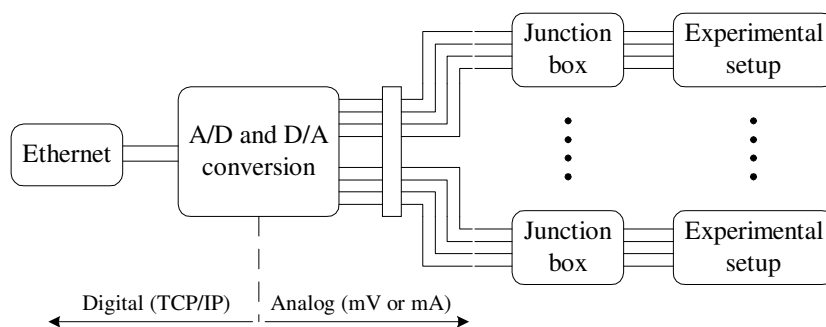 Junction
box
Experimental
setup
A/D and D/A
conversion
Ethernet
Junction
box
Experimental
setup
Digital (TCP/IP)
Analog (mV or mA)